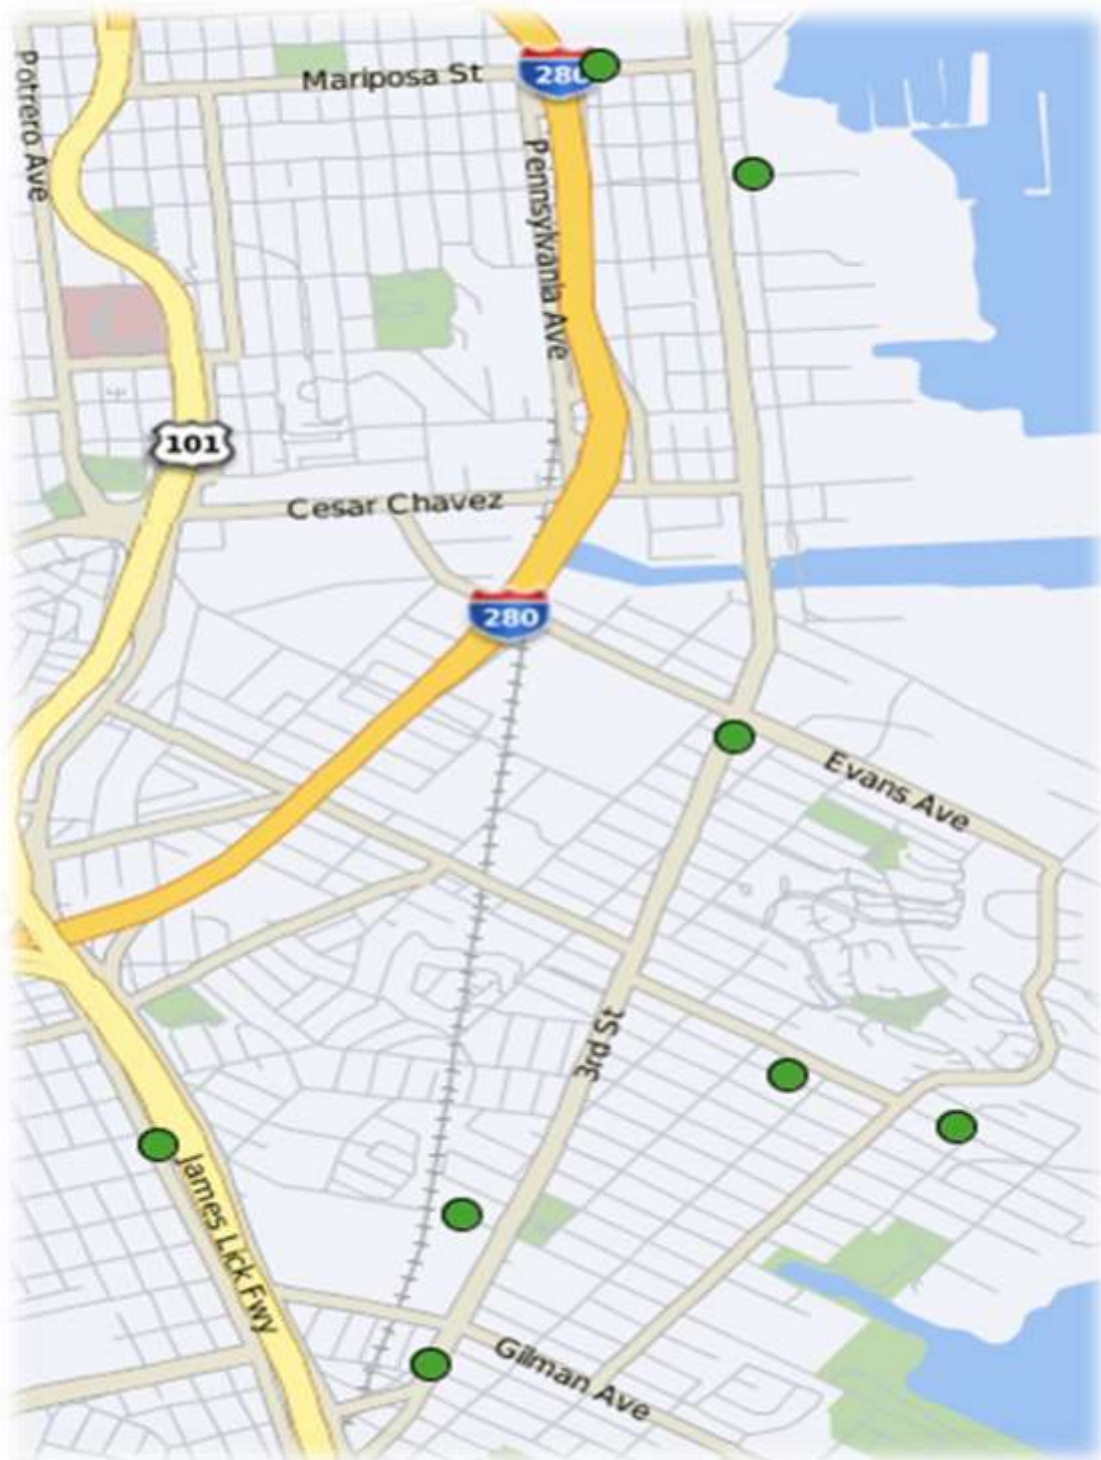 Potrero Ave
Mariposa St
280
Pennsylvania Ave
101
Cesar Chavez
280
Evans Ave
3rd St
James Lick Fwy
Gilman Ave